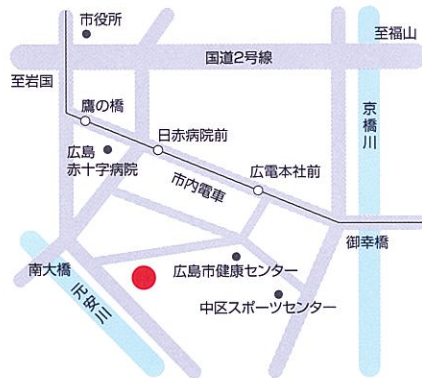 市役所
至福山
国道2号線
至岩国
鷹の橋
京橋川
日赤病院前
広島
赤十字病院
市内電車
広電本社前
御幸橋
広島市健康センター
南大橋
元安川
中区スポーツセンター